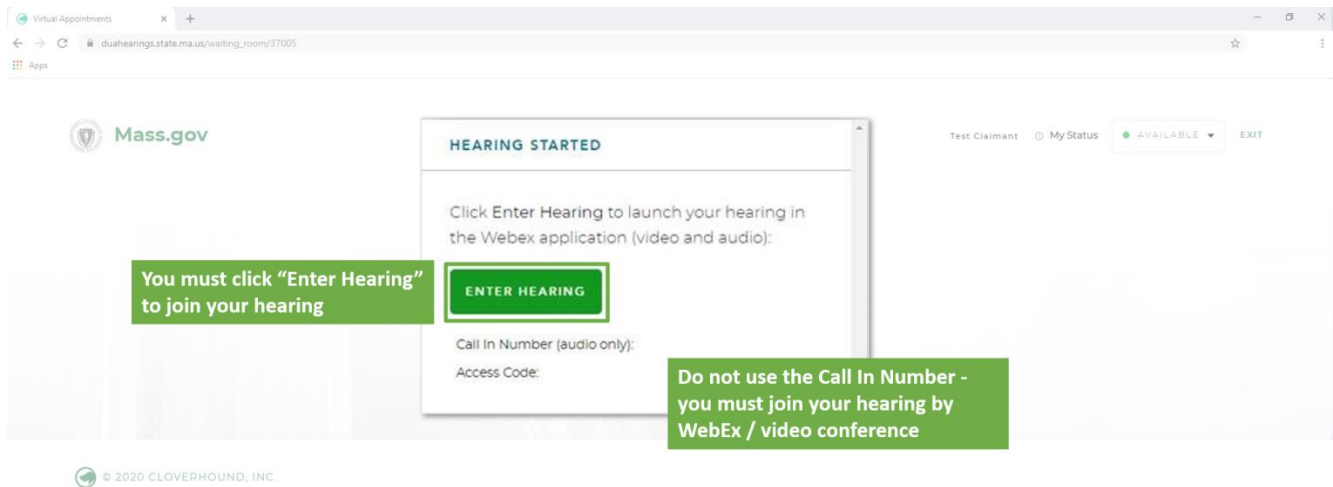 Virtual Appointments
duahearings.state.ma.us/waiting_room/37005
Apps
Mass.gov
Test Claimant
My Status
AVAILABLE
EXIT
HEARING STARTED
Click Enter Hearing to launch your hearing in
the Webex application (video and audio):
You must click “Enter Hearing”
to join your hearing
ENTER HEARING
Call In Number (audio only):
Access Code:
Do not use the Call In Number -
you must join your hearing by
WebEx / video conference
© 2020 CLOVERHOUND, INC.